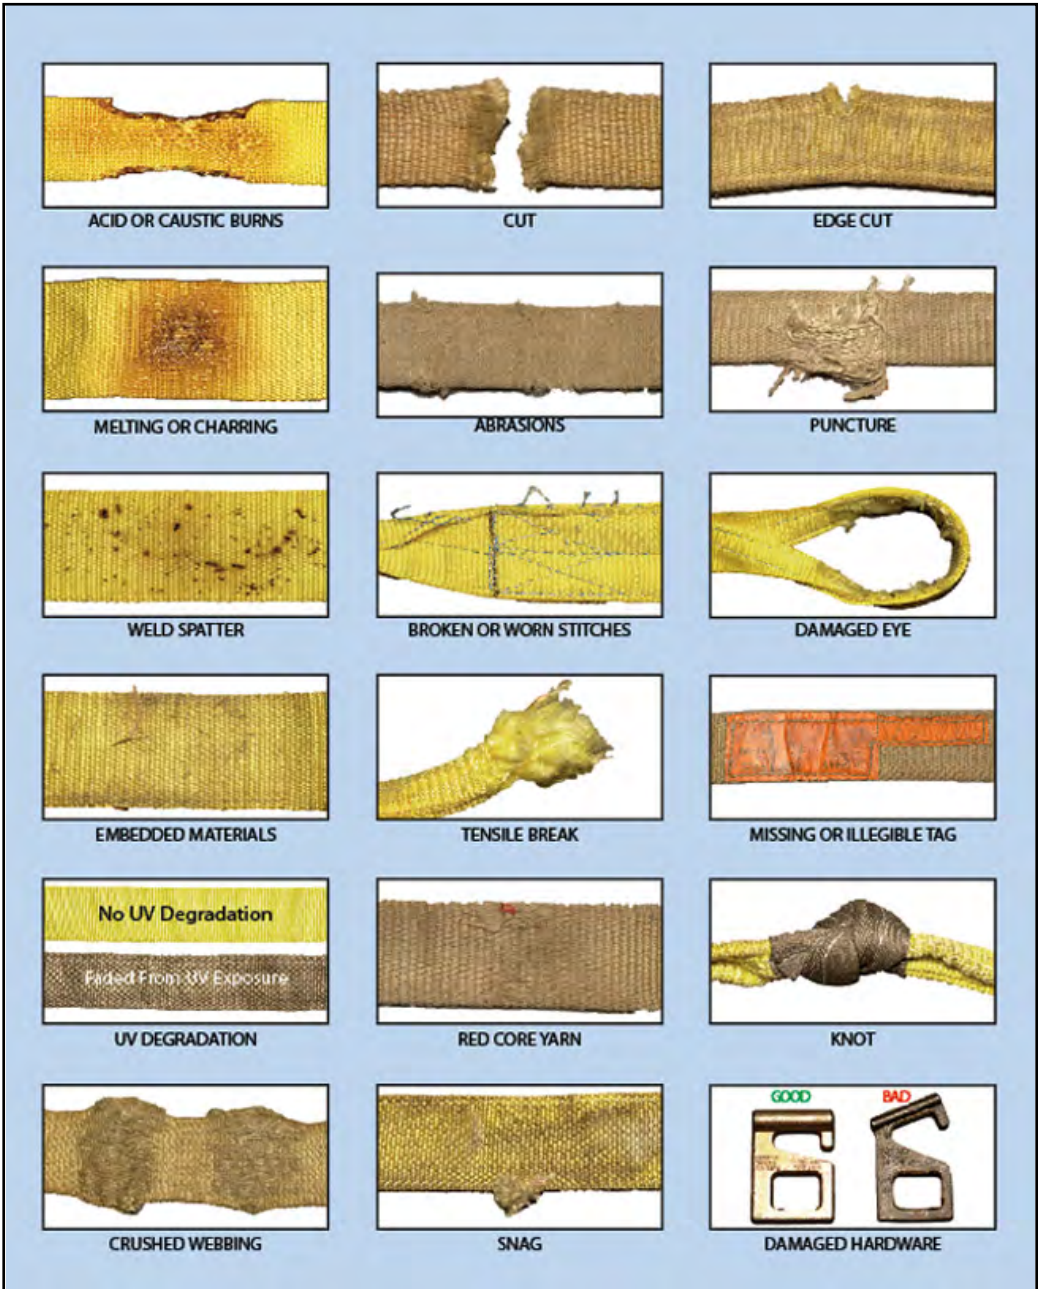 ACID OR CAUSTIC BURNS
CUT
EDGE CUT
MELTING OR CHARRING
ABRASIONS
PUNCTURE
WELD SPATTER
BROKEN OR WORN STITCHES
DAMAGED EYE
EMBEDDED MATERIALS
TENSILE BREAK
MISSING OR ILLEGIBLE TAG
No UV Degradation
Faded From UV Exposure
UV DEGRADATION
RED CORE YARN
KNOT
CRUSHED WEBBING
SNAG
GOOD
BAD
DAMAGED HARDWARE